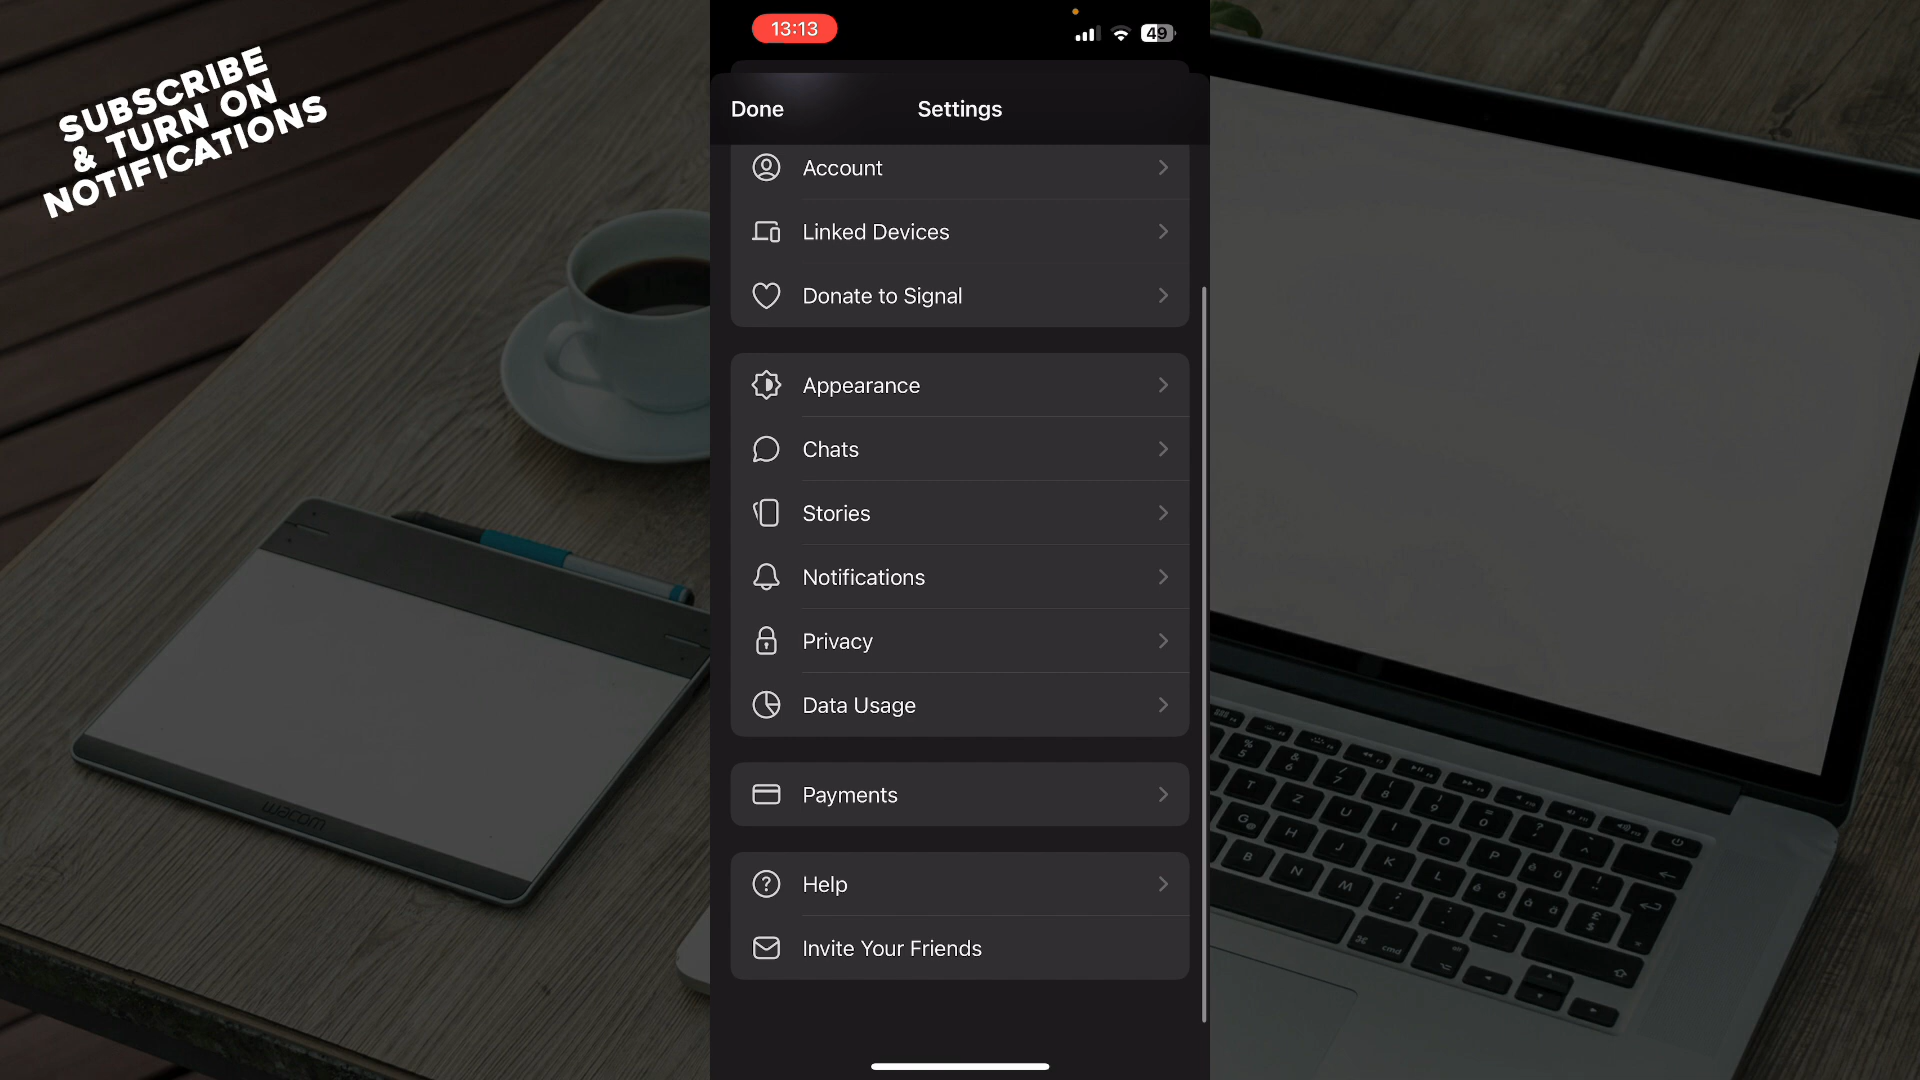 SUBSCRIBE
& TURN ON
NOTIFICATIONS
13:13
49
Done
Settings
Account
Linked Devices
Donate to Signal
Appearance
Chats
Stories
Notifications
Privacy
Data Usage
Payments
Help
Invite Your Friends
wacom